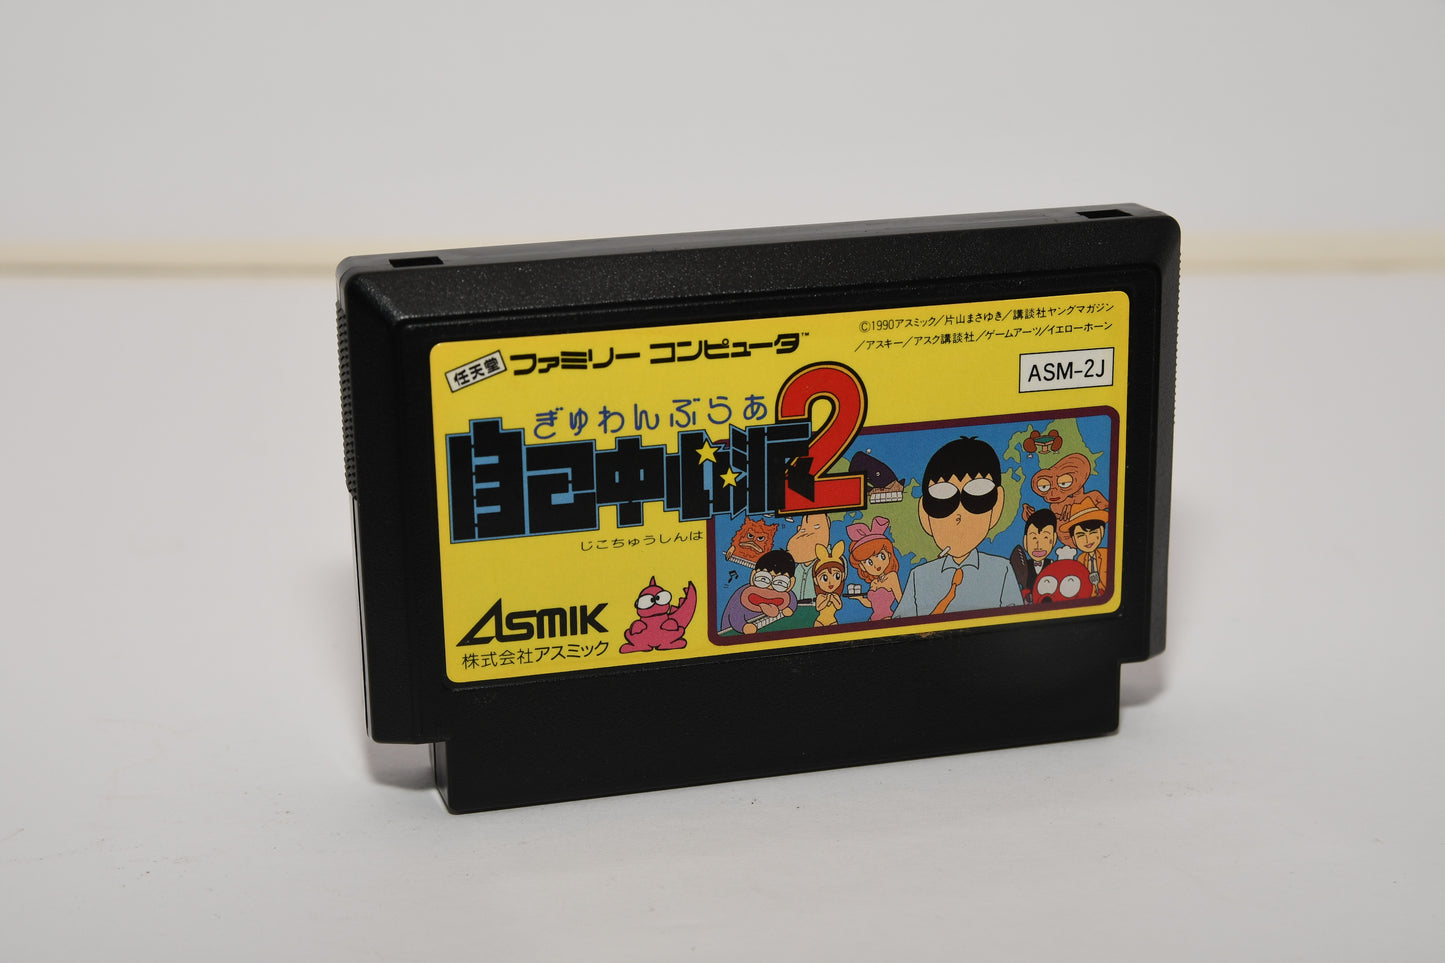 任天堂 ファミリー コンピュータ™
©1990アスミック/片山まさゆき/講談社ヤングマガジン
/アスキー/アスク講談社/ゲームアーツ/イエローホーン
ASM-2J
ぎゅわんぶらあ
自己中心派2
じこちゅうしんは
ASMIK
株式会社アスミック